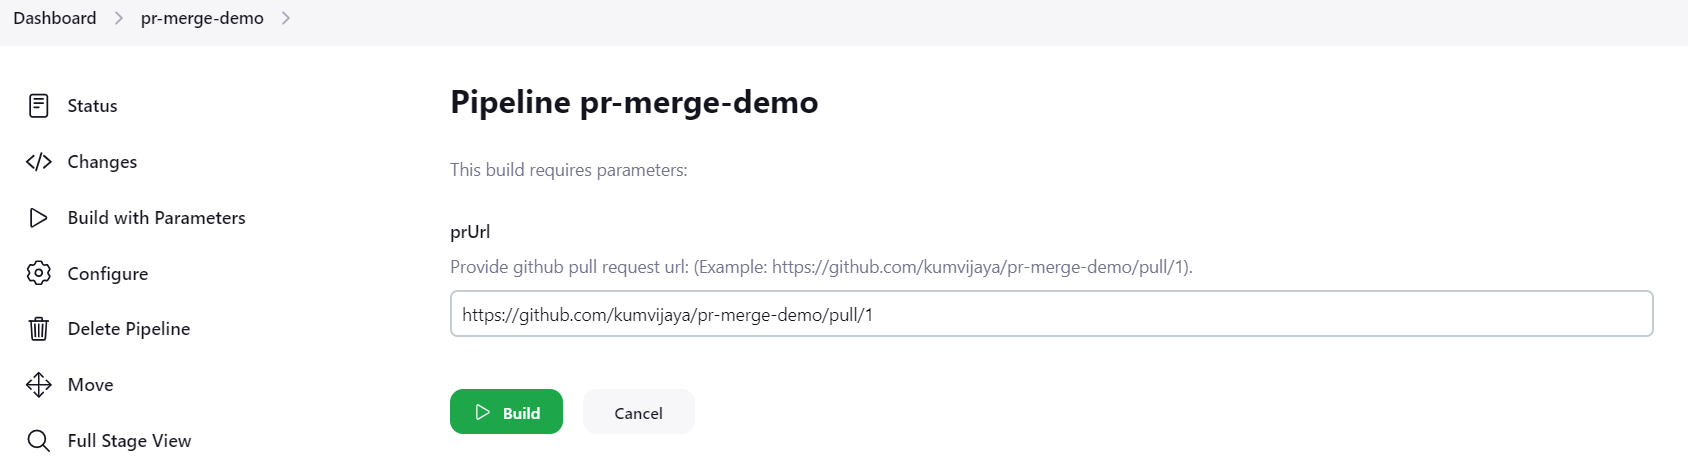 Dashboard
pr-merge-demo
Status
Changes
Build with Parameters
Configure
Delete Pipeline
Move
Full Stage View
Pipeline pr-merge-demo
This build requires parameters:
prUrl
Provide github pull request url: (Example: https://github.com/kumvijaya/pr-merge-demo/pull/1).
https://github.com/kumvijaya/pr-merge-demo/pull/1
Build
Cancel